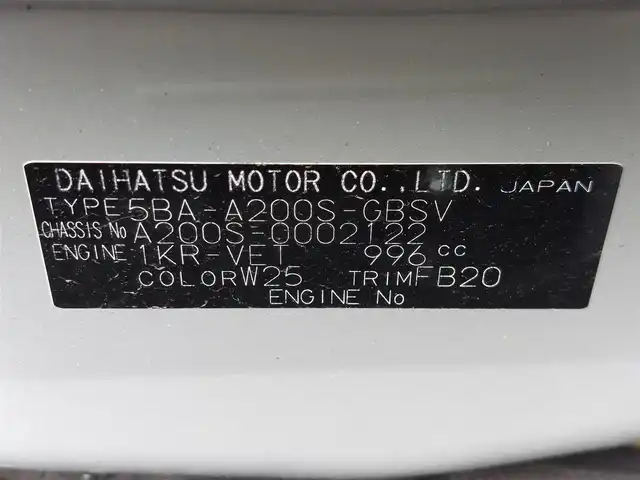 DAIHATSU MOTOR CO.,LTD. JAPAN
TYPE 5BA-A200S-GBSV
CHASSIS No A200S-0002122
ENGINE 1KR-VET 996 cc
COLOR W25 TRIM FB20
ENGINE No